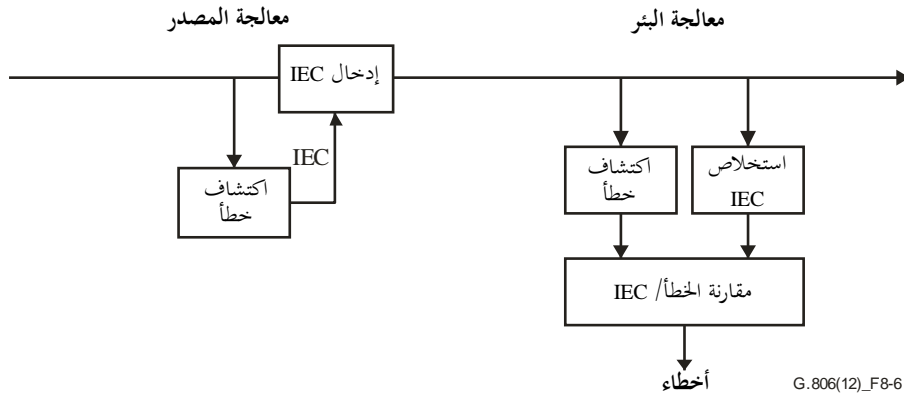 معالجة المصدر
معالجة البئر
إدخال IEC
IEC
اكتشاف
خطأ
اكتشاف
خطأ
استخلاص
IEC
مقارنة الخطأ/ IEC
أخطاء
G.806(12)_F8-6